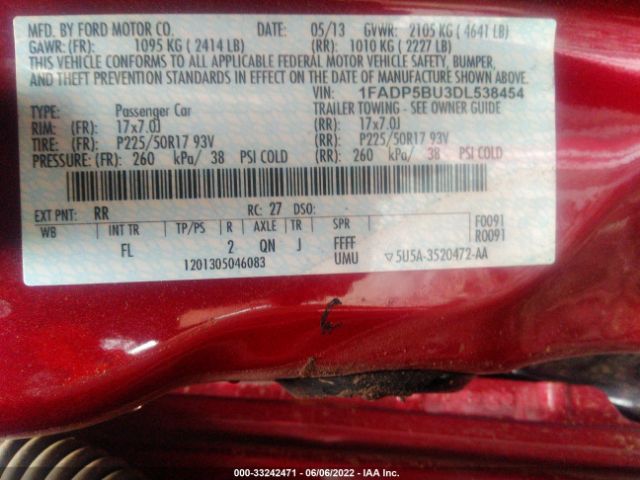 MFD. BY FORD MOTOR CO. DATE: 05/13 GVWR: 2105 KG ( 4641 LB)
GAWR: (FR): 1095 KG ( 2414 LB) (RR): 1010 KG ( 2227 LB)
THIS VEHICLE CONFORMS TO ALL APPLICABLE FEDERAL MOTOR VEHICLE SAFETY, BUMPER,
AND THEFT PREVENTION STANDARDS IN EFFECT ON THE DATE OF MANUFACTURE SHOWN ABOVE.
VIN: 1FADP5BU3DL538454
TYPE: Passenger Car TRAILER TOWING - SEE OWNER GUIDE
RIM: (FR): 17x7.0J (RR): 17x7.0J
TIRE: (FR): P225/50R17 93V (RR): P225/50R17 93V
PRESSURE: (FR): 260 kPa/ 38 PSI COLD (RR): 260 kPa/ 38 PSI COLD
EXT PNT: RR RC: 27 DSO:
WB INT TR TP/PS R AXLE TR SPR F0091
FL 2 QN J FFFF R0091
1201305046083 UMU ▽5U5A-3520472-AA
000-33242471 - 06/06/2022 - IAA Inc.